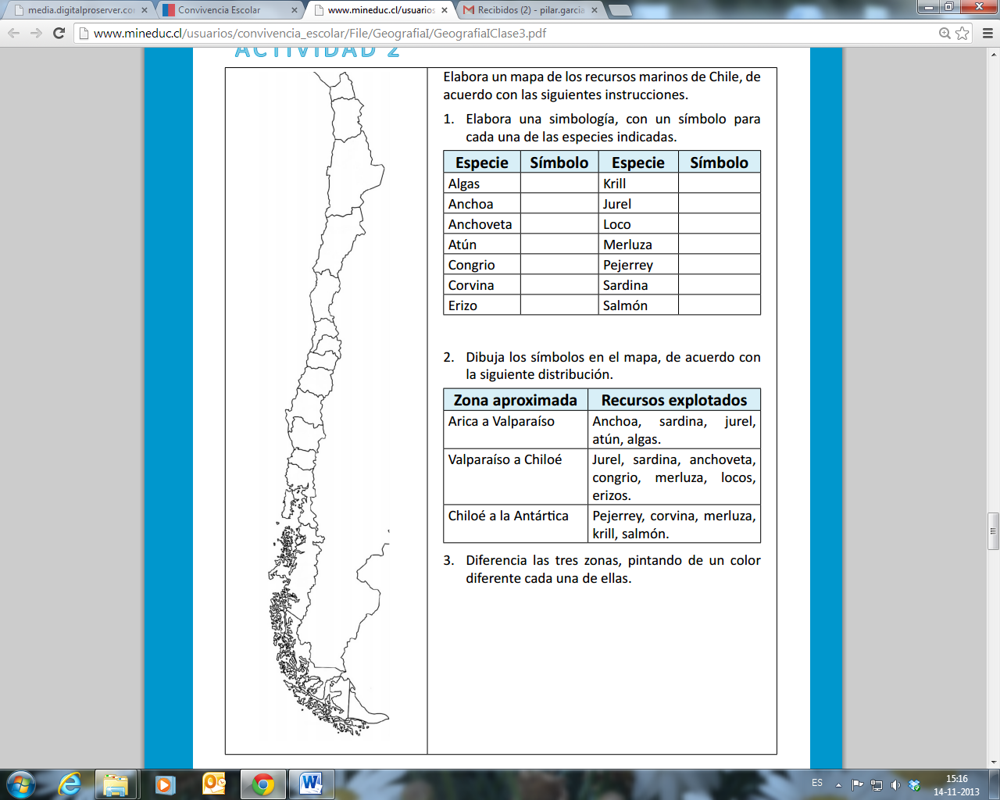 media.digitalproserver.co
Convivencia Escolar
www.mineduc.cl/usuarios
Recibidos (2) - pilar.garcia
www.mineduc.cl/usuarios/convivencia_escolar/File/GeografiaI/GeografiaIClase3.pdf
ACTIVIDAD 2
Elabora un mapa de los recursos marinos de Chile, de
acuerdo con las siguientes instrucciones.
1. Elabora una simbología, con un símbolo para
cada una de las especies indicadas.
Especie Símbolo Especie Símbolo
Algas Krill
Anchoa Jurel
Anchoveta Loco
Atún Merluza
Congrio Pejerrey
Corvina Sardina
Erizo Salmón
2. Dibuja los símbolos en el mapa, de acuerdo con
la siguiente distribución.
Zona aproximada Recursos explotados
Arica a Valparaíso Anchoa, sardina, jurel,
atún, algas.
Valparaíso a Chiloé Jurel, sardina, anchoveta,
congrio, merluza, locos,
erizos.
Chiloé a la Antártica Pejerrey, corvina, merluza,
krill, salmón.
3. Diferencia las tres zonas, pintando de un color
diferente cada una de ellas.
ES
15:16
14-11-2013